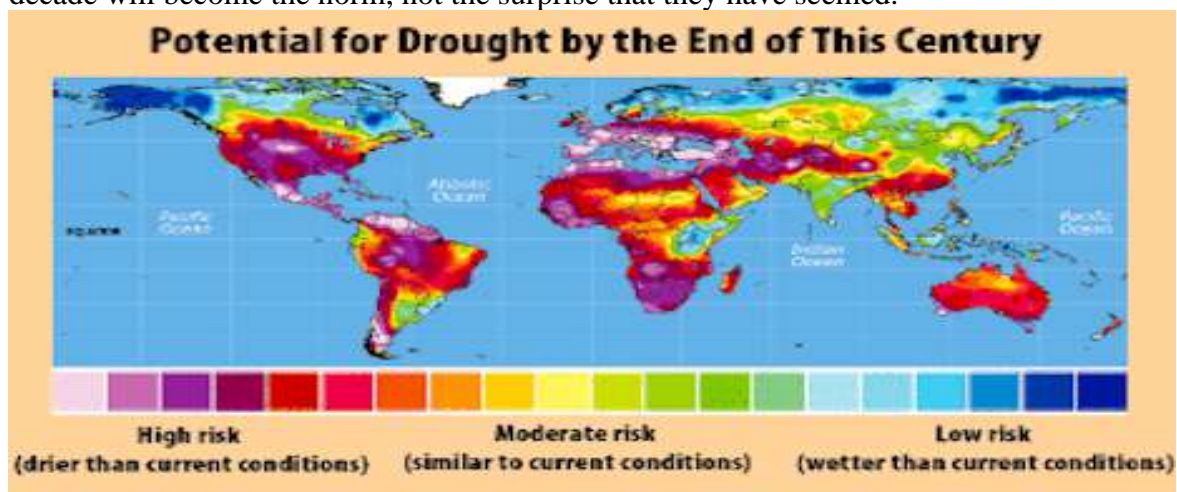 decade will become the norm, not the surprise that they have seemed.
Potential for Drought by the End of This Century
Atlantic
Ocean
Pacific
Ocean
Pacific
Ocean
EQUATOR
Indian
Ocean
High risk
(drier than current conditions)
Moderate risk
(similar to current conditions)
Low risk
(wetter than current conditions)